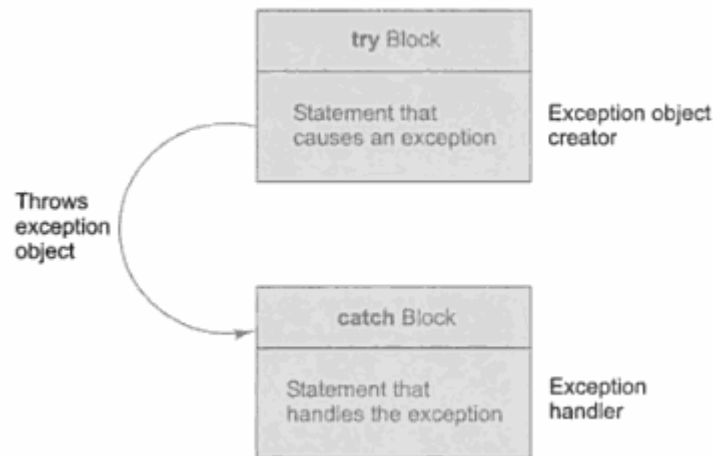 try Block
Statement that
causes an exception
Exception object
creator
Throws
exception
object
catch Block
Statement that
handles the exception
Exception
handler